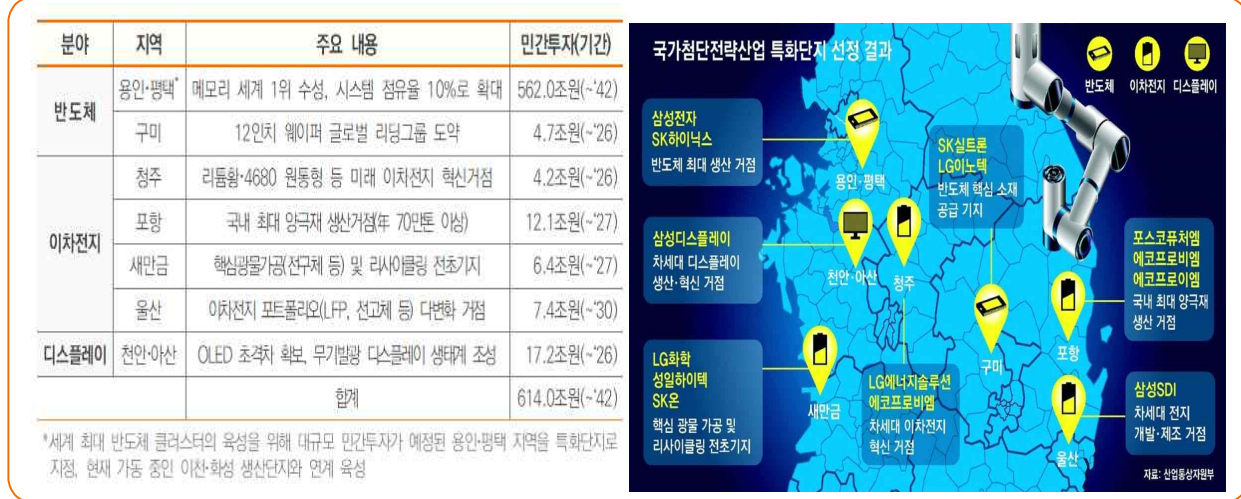 분야 지역 주요 내용 민간투자(기간)
반도체 용인·평택* 메모리 세계 1위 수성, 시스템 점유율 10%로 확대 562.0조원(~'42)
구미 12인치 웨이퍼 글로벌 리딩그룹 도약 4.7조원(~'26)
이차전지 청주 리튬황·4680 원통형 등 미래 이차전지 혁신거점 4.2조원(~'26)
포항 국내 최대 양극재 생산거점(年 70만톤 이상) 12.1조원(~'27)
새만금 핵심광물가공(전구체 등) 및 리사이클링 전초기지 6.4조원(~'27)
울산 이차전지 포트폴리오(LFP, 전고체 등) 다변화 거점 7.4조원(~'30)
디스플레이 천안·아산 OLED 초격차 확보, 무기발광 디스플레이 생태계 조성 17.2조원(~'26)
합계 614.0조원(~'42)
*세계 최대 반도체 클러스터의 육성을 위해 대규모 민간투자가 예정된 용인·평택 지역을 특화단지로
지정, 현재 가동 중인 이천·화성 생산단지와 연계 육성
국가첨단전략산업 특화단지 선정 결과
반도체 이차전지 디스플레이
삼성전자
SK하이닉스
반도체 최대 생산 거점
용인·평택
SK실트론
LG이노텍
반도체 핵심 소재
공급 기지
삼성디스플레이
차세대 디스플레이
생산·혁신 거점
천안·아산
청주
포스코퓨처엠
에코프로비엠
에코프로이엠
국내 최대 양극재
생산 거점
구미
포항
LG화학
성일하이텍
SK온
핵심 광물 가공 및
리사이클링 전초기지
새만금
LG에너지솔루션
에코프로비엠
차세대 이차전지
혁신 거점
삼성SDI
차세대 전지
개발·제조 거점
울산
자료: 산업통상자원부